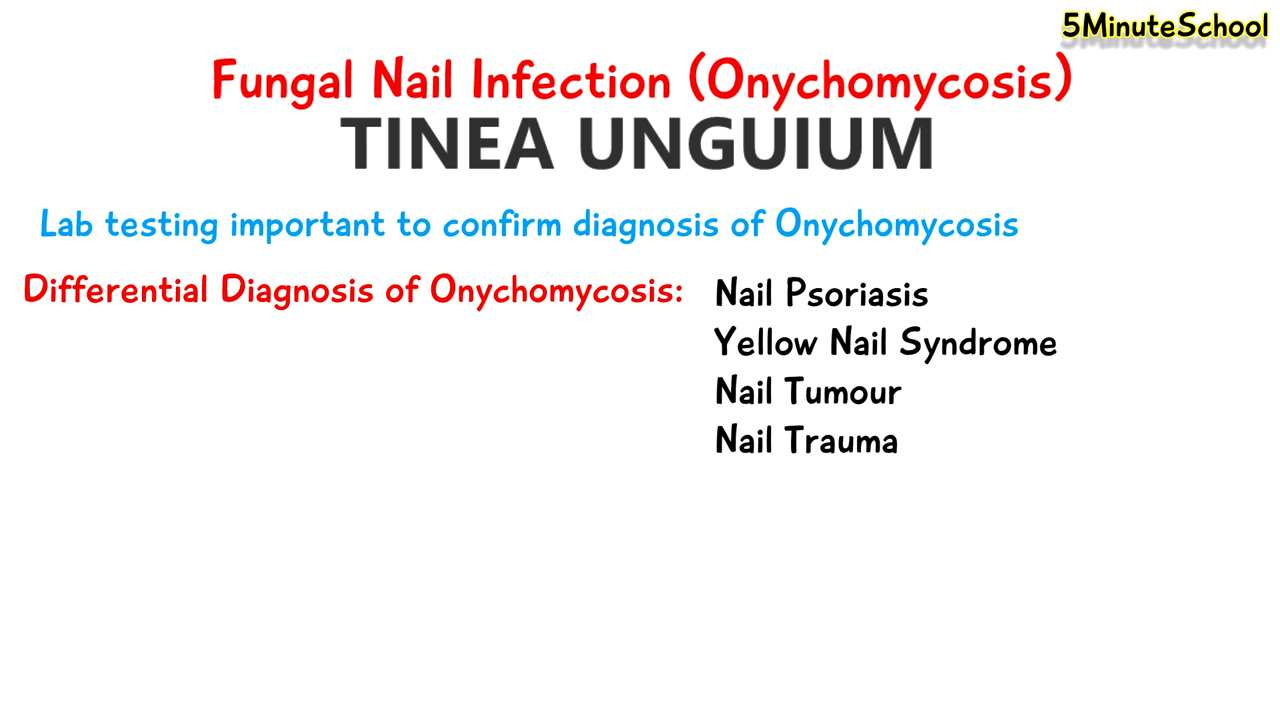 5MinuteSchool
Fungal Nail Infection (Onychomycosis)
TINEA UNGUIUM
Lab testing important to confirm diagnosis of Onychomycosis
Differential Diagnosis of Onychomycosis:
Nail Psoriasis
Yellow Nail Syndrome
Nail Tumour
Nail Trauma